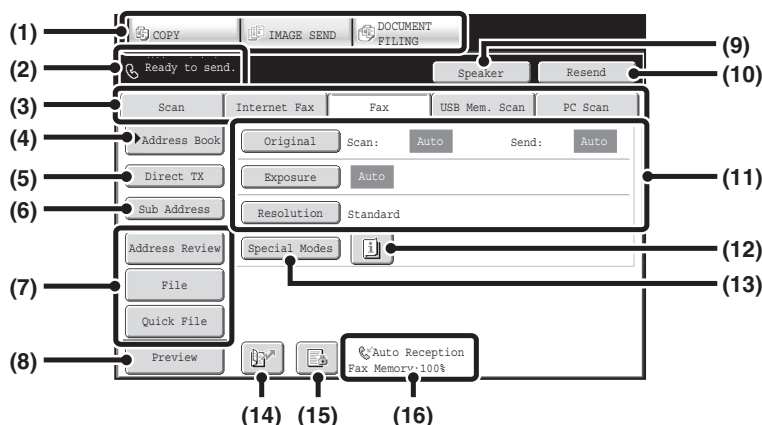 (1) COPY IMAGE SEND DOCUMENT FILING
(2) Ready to send. (9)
Speaker Resend (10)
(3) Scan Internet Fax Fax USB Mem. Scan PC Scan
(4) Address Book Original Scan: Auto Send: Auto
(5) Direct TX Exposure Auto (11)
(6) Sub Address Resolution Standard
Address Review Special Modes (12)
(7) File (13)
Quick File
(8) Preview Auto Reception
Fax Memory:100%
(14) (15) (16)